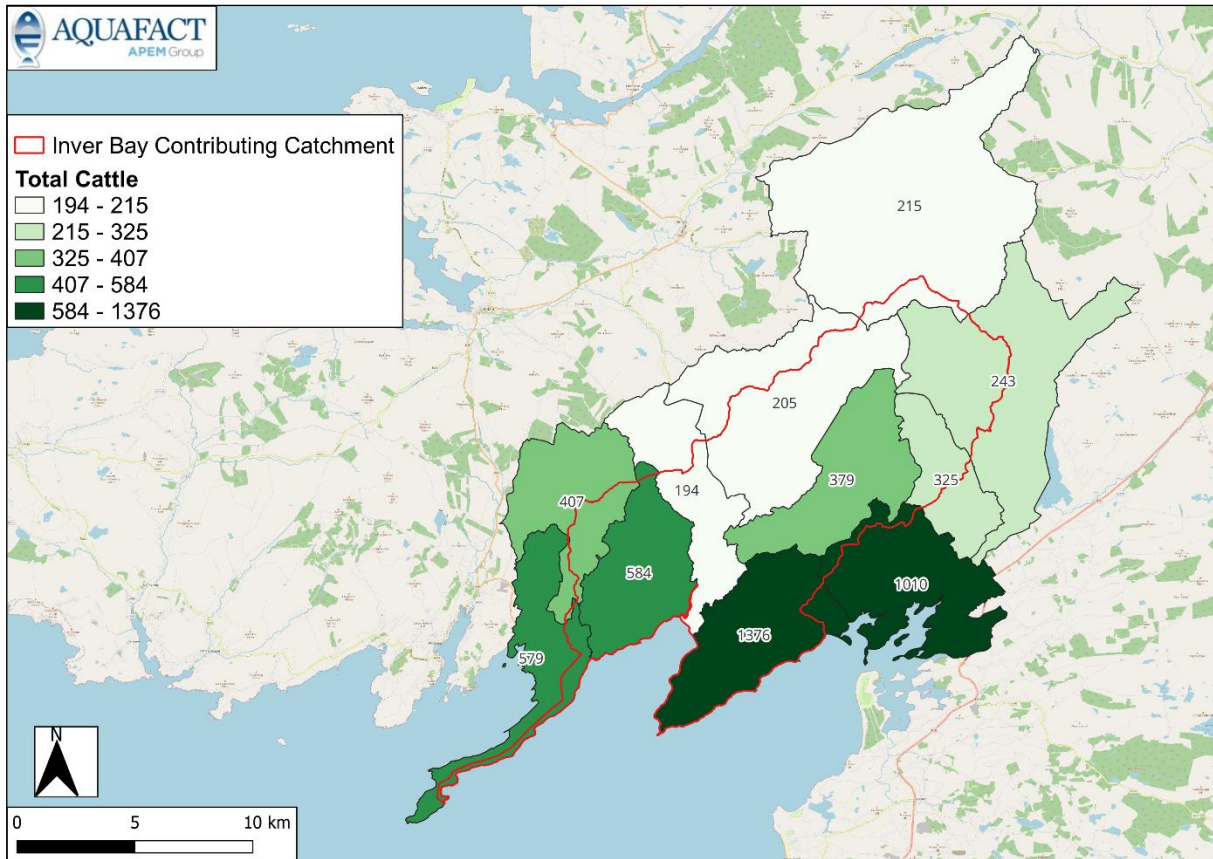 AQUAFACT
APEM Group
Inver Bay Contributing Catchment
Total Cattle
194 - 215
215 - 325
325 - 407
407 - 584
584 - 1376
215
243
205
379
325
407
194
584
1010
1376
579
N
0 5 10 km